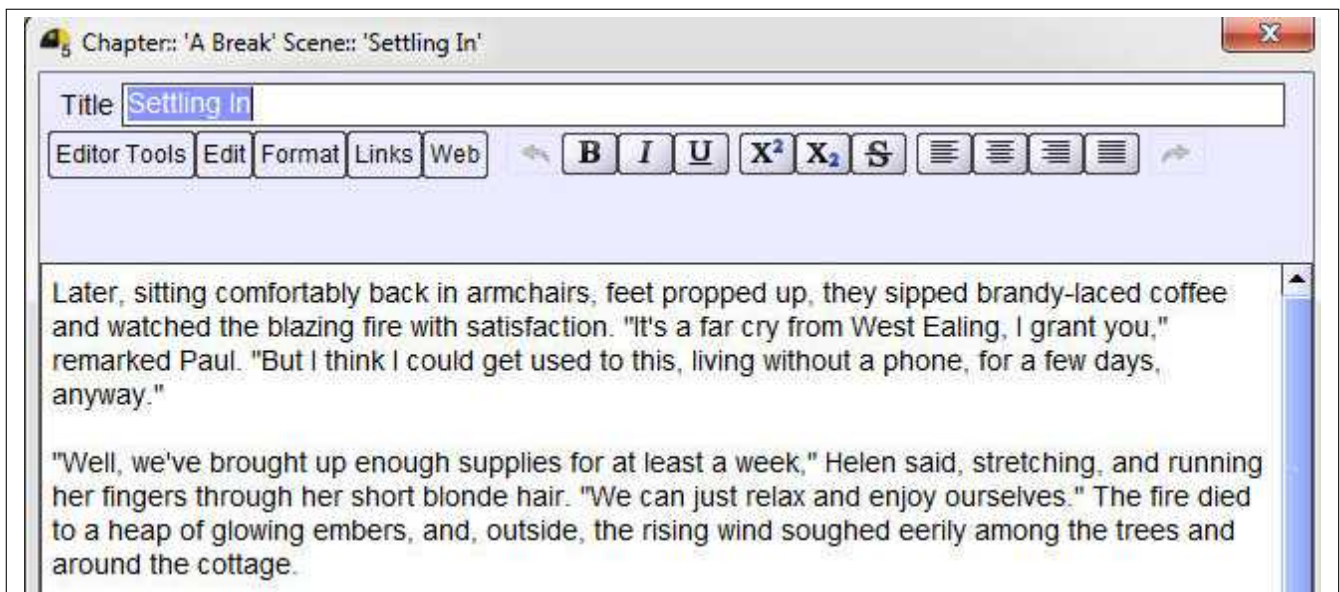 Chapter:: 'A Break' Scene:: 'Settling In'
Title Settling In
Editor Tools Edit Format Links Web B I U X² X₂ S
Later, sitting comfortably back in armchairs, feet propped up, they sipped brandy-laced coffee
and watched the blazing fire with satisfaction. "It's a far cry from West Ealing, I grant you,"
remarked Paul. "But I think I could get used to this, living without a phone, for a few days,
anyway."
"Well, we've brought up enough supplies for at least a week," Helen said, stretching, and running
her fingers through her short blonde hair. "We can just relax and enjoy ourselves." The fire died
to a heap of glowing embers, and, outside, the rising wind soughed eerily among the trees and
around the cottage.